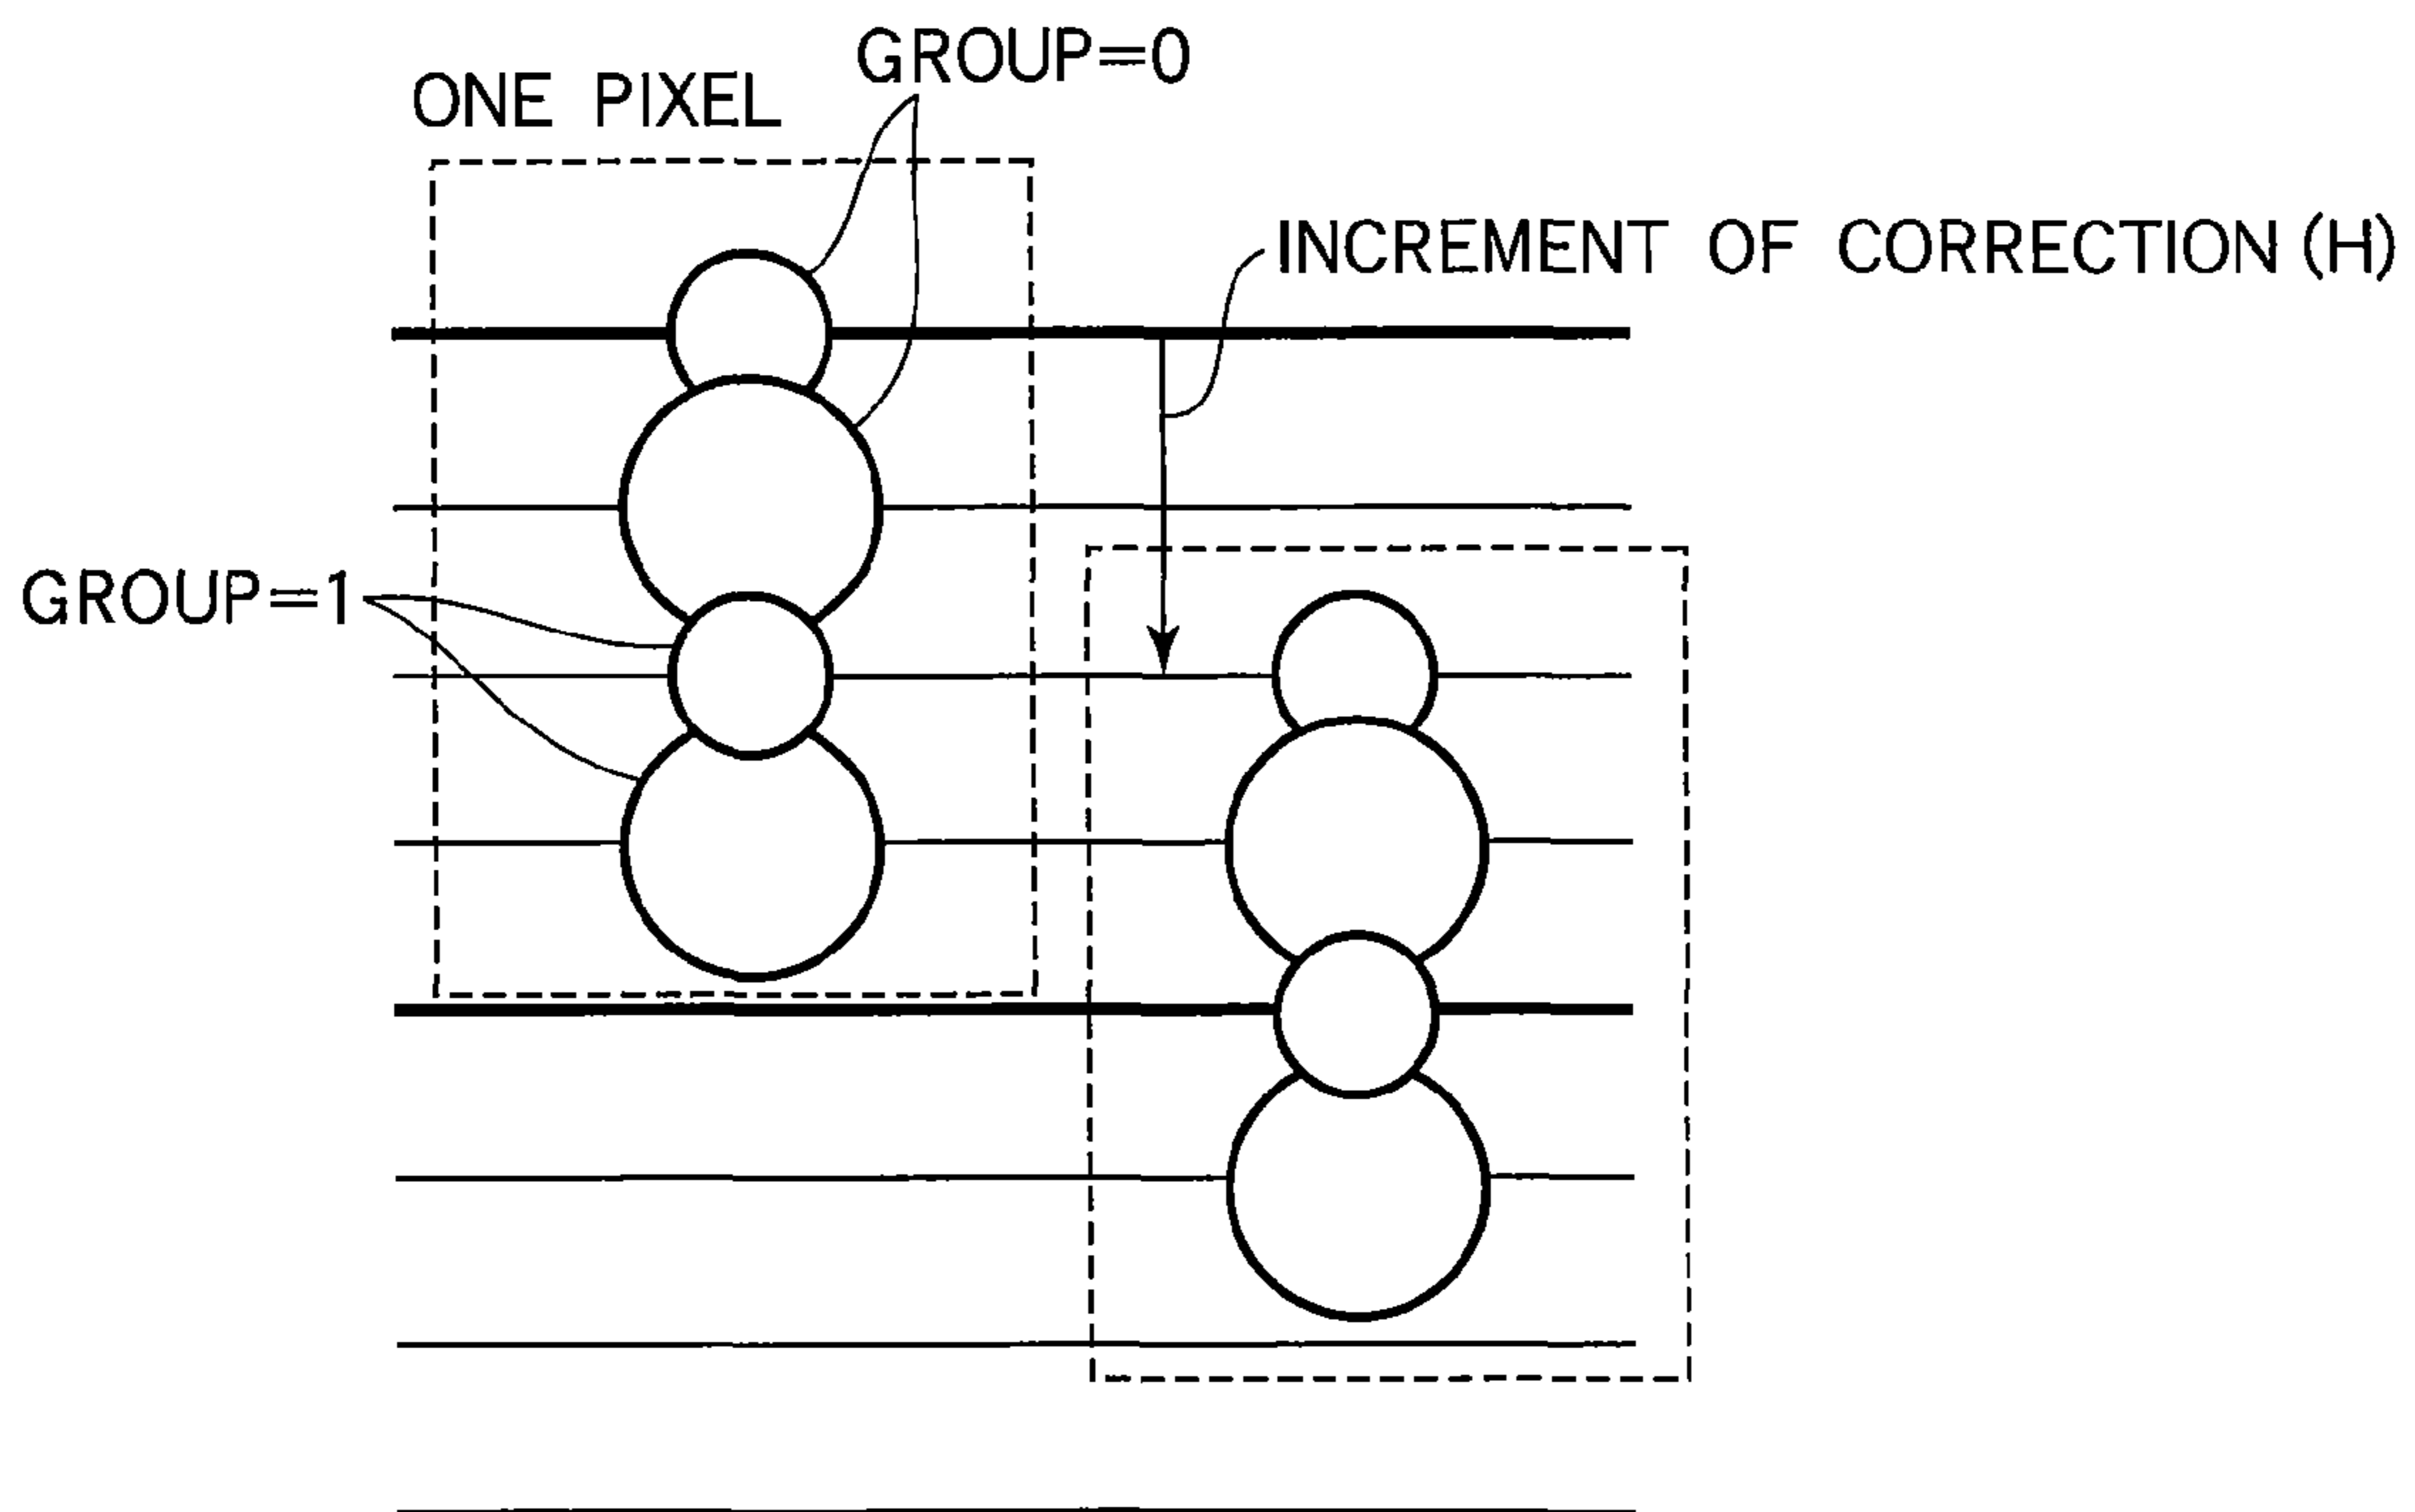 GROUP=0
ONE PIXEL
INCREMENT OF CORRECTION (H)
GROUP=1